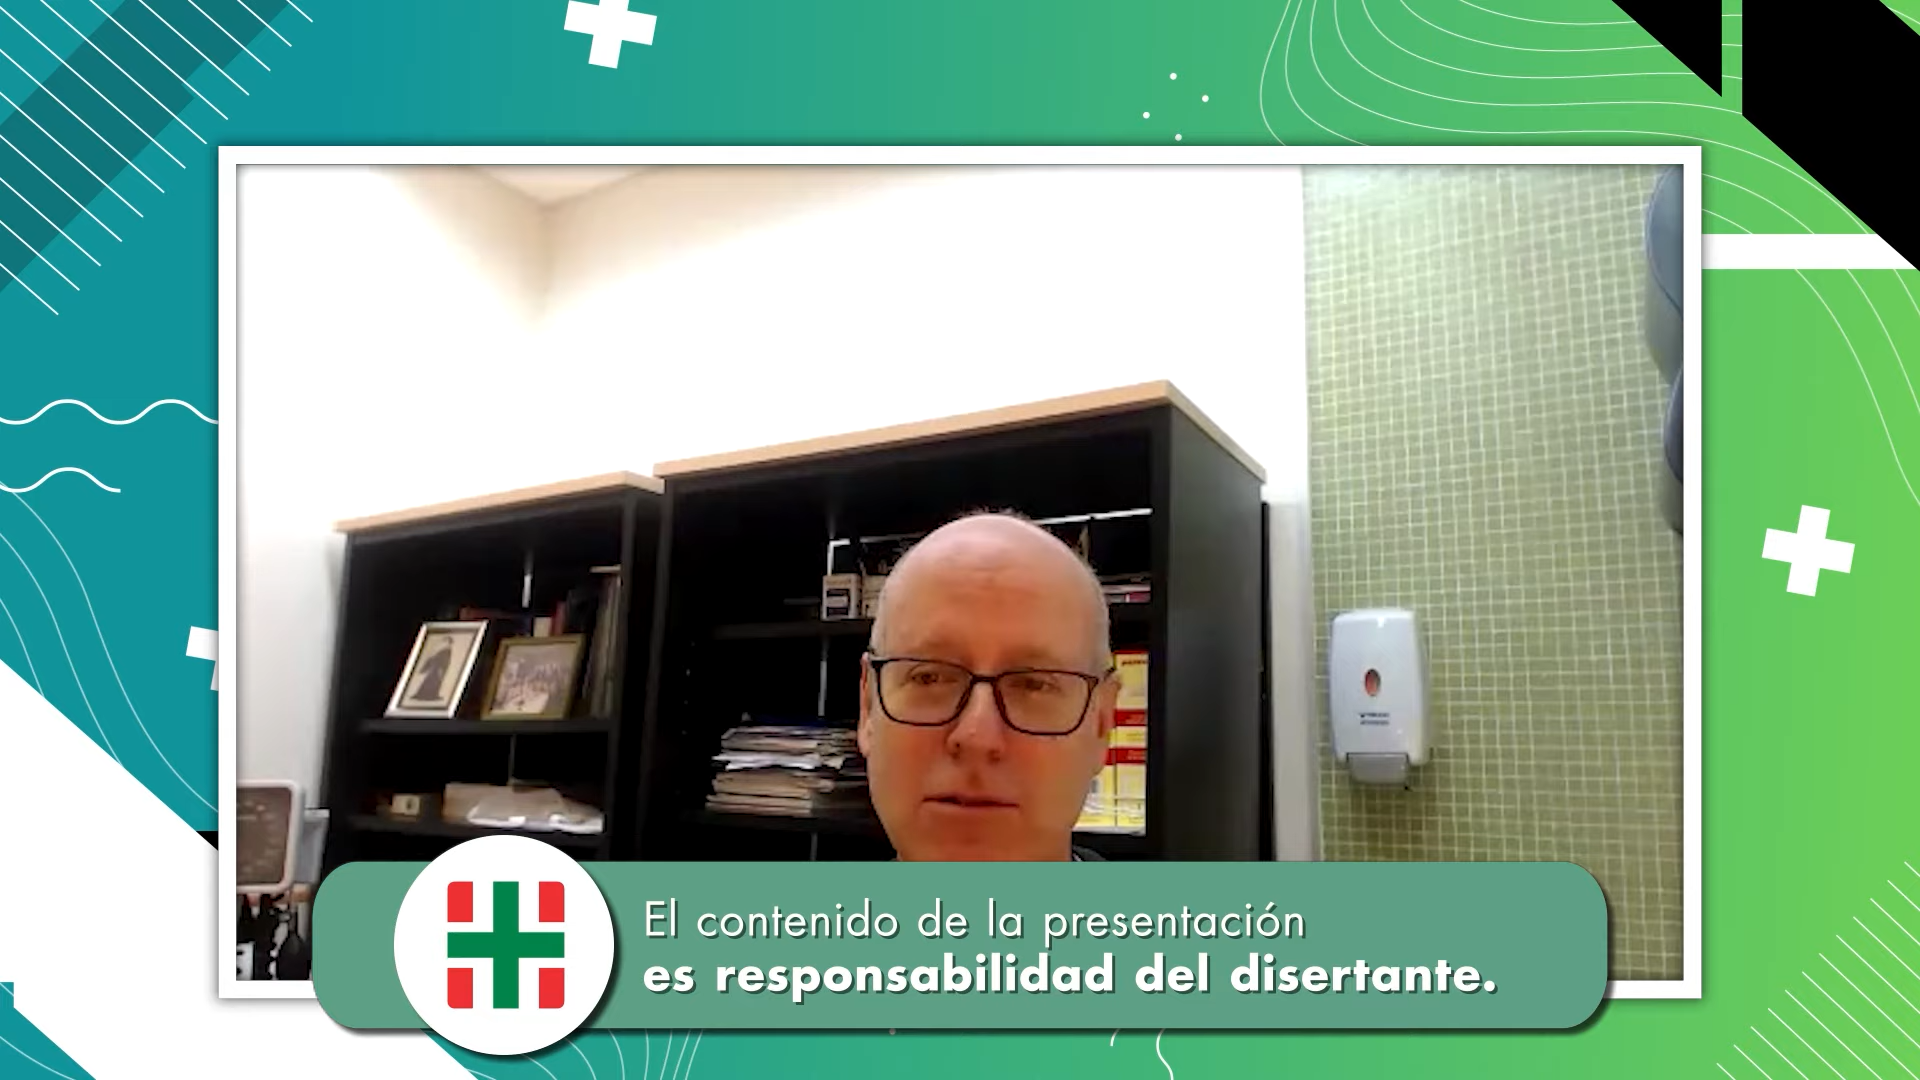 El contenido de la presentación
es responsabilidad del disertante.